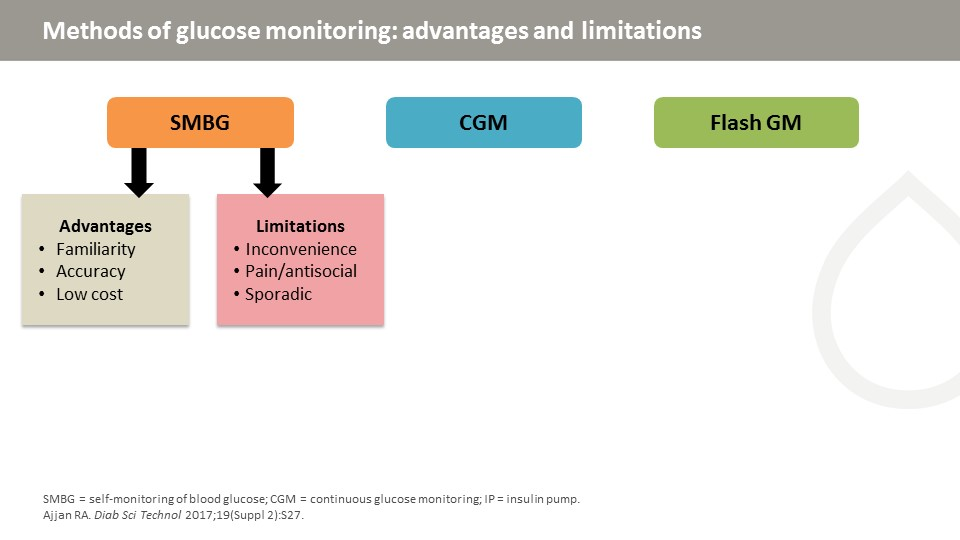 Methods of glucose monitoring: advantages and limitations
SMBG
CGM
Flash GM
Advantages
• Familiarity
• Accuracy
• Low cost
Limitations
• Inconvenience
• Pain/antisocial
• Sporadic
SMBG = self-monitoring of blood glucose; CGM = continuous glucose monitoring; IP = insulin pump.
Ajjan RA. Diab Sci Technol 2017;19(Suppl 2):S27.